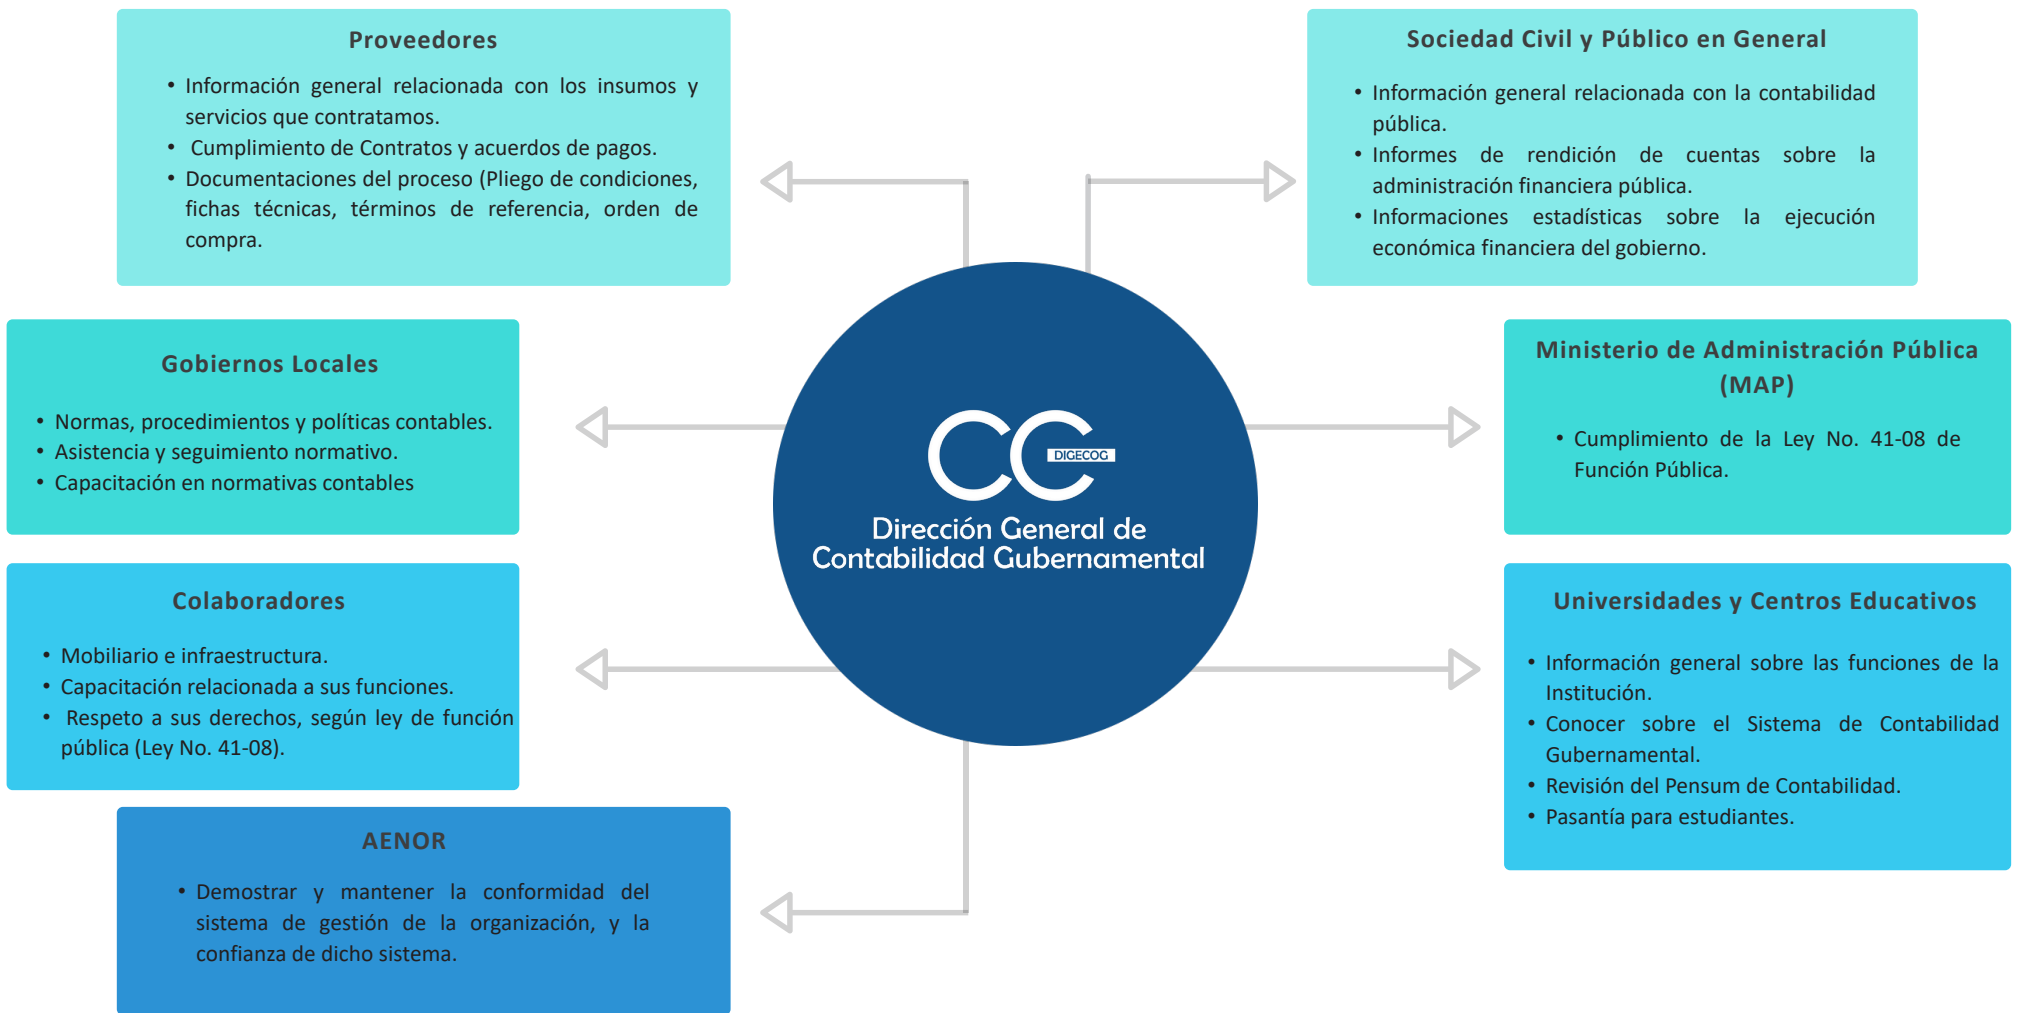 Proveedores
• Información general relacionada con los insumos y
servicios que contratamos.
• Cumplimiento de Contratos y acuerdos de pagos.
• Documentaciones del proceso (Pliego de condiciones,
fichas técnicas, términos de referencia, orden de
compra.
Sociedad Civil y Público en General
• Información general relacionada con la contabilidad
pública.
• Informes de rendición de cuentas sobre la
administración financiera pública.
• Informaciones estadísticas sobre la ejecución
económica financiera del gobierno.
Gobiernos Locales
• Normas, procedimientos y políticas contables.
• Asistencia y seguimiento normativo.
• Capacitación en normativas contables
DIGECOG
Dirección General de
Contabilidad Gubernamental
Ministerio de Administración Pública
(MAP)
• Cumplimiento de la Ley No. 41-08 de
Función Pública.
Colaboradores
• Mobiliario e infraestructura.
• Capacitación relacionada a sus funciones.
• Respeto a sus derechos, según ley de función
pública (Ley No. 41-08).
Universidades y Centros Educativos
• Información general sobre las funciones de la
Institución.
• Conocer sobre el Sistema de Contabilidad
Gubernamental.
• Revisión del Pensum de Contabilidad.
• Pasantía para estudiantes.
AENOR
• Demostrar y mantener la conformidad del
sistema de gestión de la organización, y la
confianza de dicho sistema.